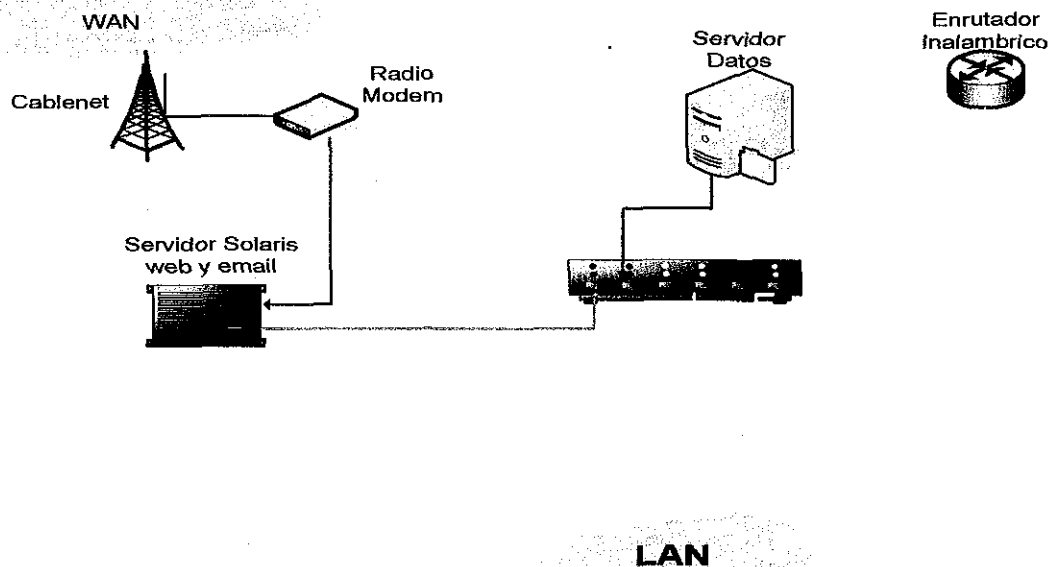 WAN
Cablenet
Radio
Modem
Servidor
Datos
Enrutador
Inalambrico
Servidor Solaris
web y email
LAN